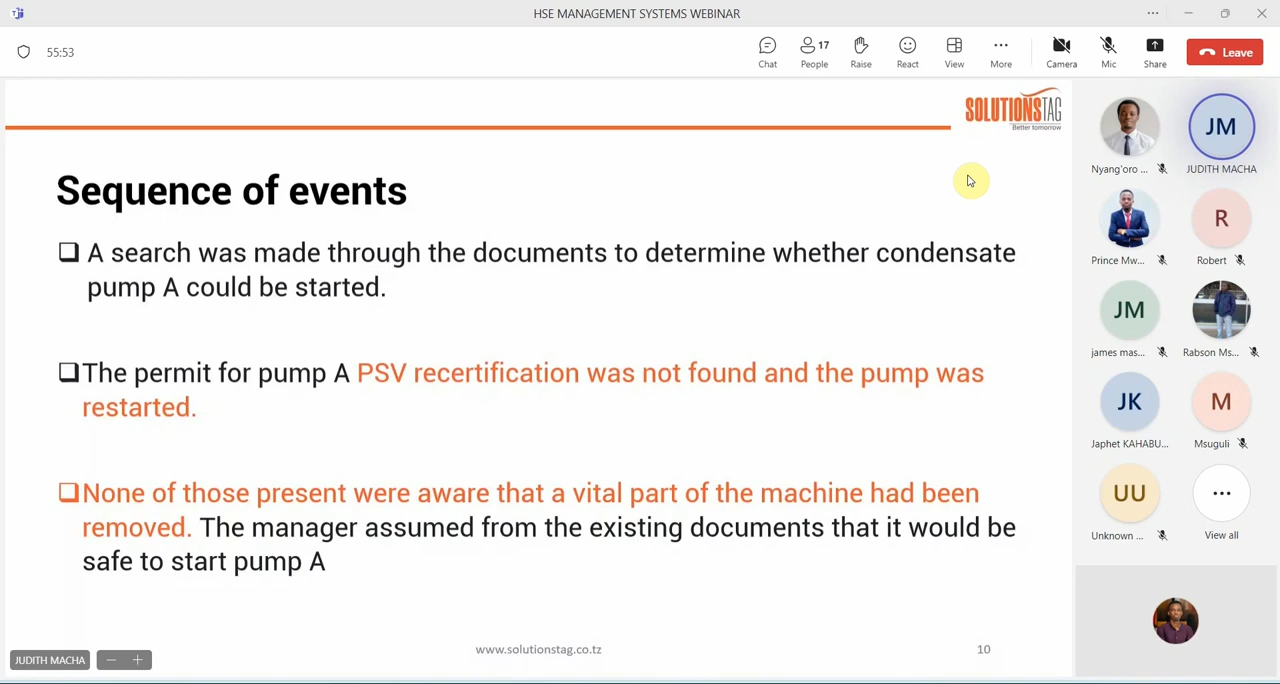 HSE MANAGEMENT SYSTEMS WEBINAR
55:53
17
Chat
People
Raise
React
View
More
Camera
Mic
Share
Leave
SOLUTIONSTAG
Better tomorrow
Sequence of events
A search was made through the documents to determine whether condensate
pump A could be started.
The permit for pump A PSV recertification was not found and the pump was
restarted.
None of those present were aware that a vital part of the machine had been
removed. The manager assumed from the existing documents that it would be
safe to start pump A
www.solutionstag.co.tz
10
JUDITH MACHA
JM
Nyang'oro ...
JUDITH MACHA
R
Prince Mw...
Robert
JM
james mas...
Rabson Ms...
JK
M
Japhet KAHABU...
Msuguli
UU
Unknown ...
View all